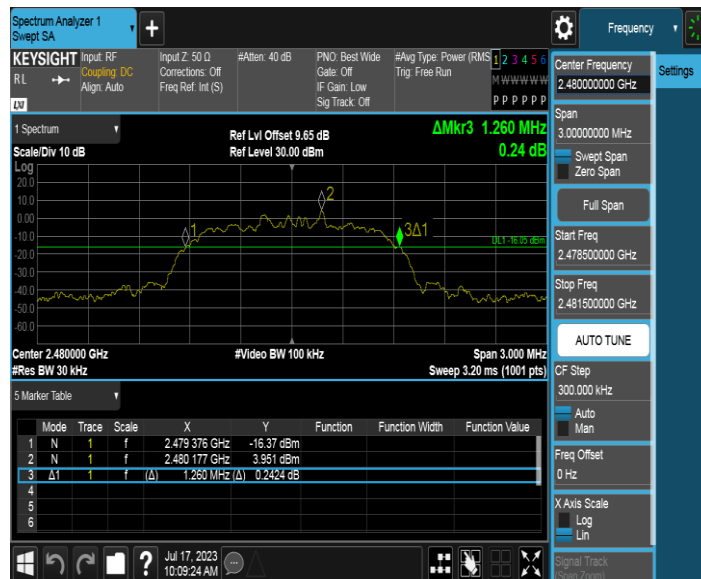 Spectrum Analyzer 1
Swept SA
Frequency
KEYSIGHT
Input: RF
Coupling: DC
Align: Auto
Input Z: 50 Ω
Corrections: Off
Freq Ref: Int (S)
#Atten: 40 dB
PNO: Best Wide
Gate: Off
IF Gain: Low
Sig Track: Off
#Avg Type: Power (RMS
Trig: Free Run
1 2 3 4 5 6
M W W W W W
P P P P P P
RL
LXI
1 Spectrum
Scale/Div 10 dB
Ref Lvl Offset 9.65 dB
Ref Level 30.00 dBm
ΔMkr3 1.260 MHz
0.24 dB
Log
20.0
10.0
0.00
-10.0
-20.0
-30.0
-40.0
-50.0
-60.0
1
2
3Δ1
DL1 -16.05 dBm
Center 2.480000 GHz
#Video BW 100 kHz
Span 3.000 MHz
#Res BW 30 kHz
Sweep 3.20 ms (1001 pts)
5 Marker Table
Mode Trace Scale X Y Function Function Width Function Value
1 N 1 f 2.479 376 GHz -16.37 dBm
2 N 1 f 2.480 177 GHz 3.951 dBm
3 Δ1 1 f (Δ) 1.260 MHz (Δ) 0.2424 dB
4
5
6
Jul 17, 2023
10:09:24 AM
Center Frequency
2.480000000 GHz
Settings
Span
3.00000000 MHz
Swept Span
Zero Span
Full Span
Start Freq
2.478500000 GHz
Stop Freq
2.481500000 GHz
AUTO TUNE
CF Step
300.000 kHz
Auto
Man
Freq Offset
0 Hz
X Axis Scale
Log
Lin
Signal Track
(Span Zoom)